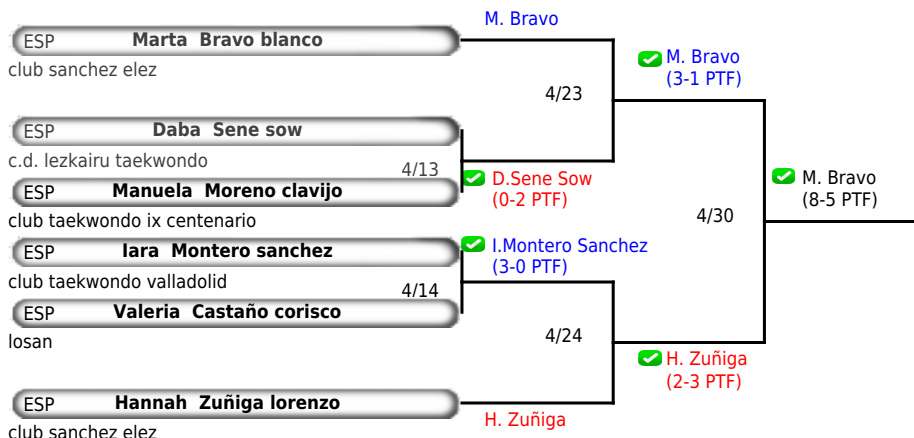 M. Bravo
ESP Marta Bravo blanco
club sanchez elez
M. Bravo
(3-1 PTF)
4/23
ESP Daba Sene sow
c.d. lezkairu taekwondo
4/13
D.Sene Sow
(0-2 PTF)
ESP Manuela Moreno clavijo
club taekwondo ix centenario
M. Bravo
(8-5 PTF)
4/30
ESP Iara Montero sanchez
club taekwondo valladolid
I.Montero Sanchez
(3-0 PTF)
4/14
ESP Valeria Castaño corisco
losan
4/24
H. Zuñiga
(2-3 PTF)
ESP Hannah Zuñiga lorenzo
club sanchez elez
H. Zuñiga